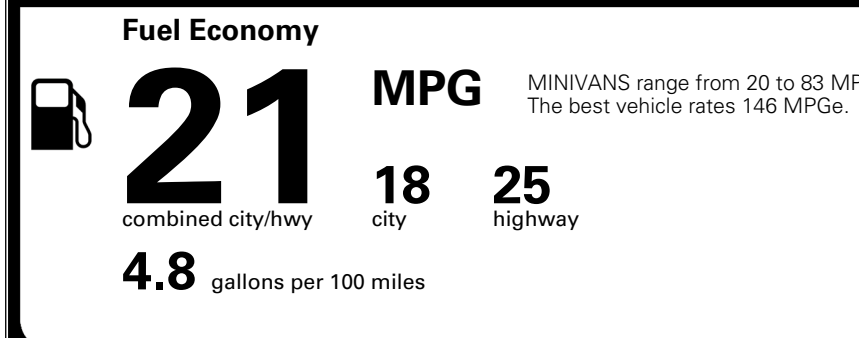 Fuel Economy
21 MPG
MINIVANS range from 20 to 83
The best vehicle rates 146 MPGe.
18 25
combined city/hwy city highway
4.8 gallons per 100 miles